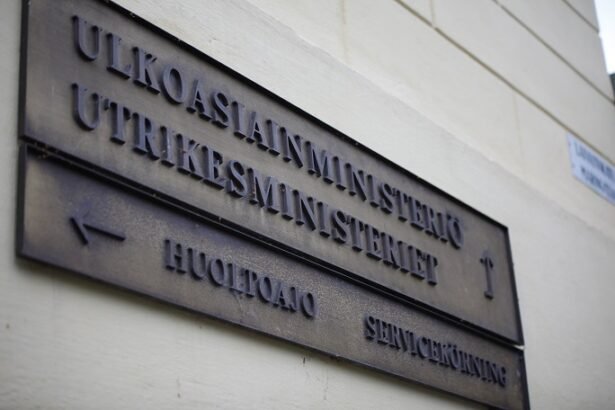 ULKOASIAINMINISTERIÖ
UTRIKESMINISTERIET ↑
← HUOLTOAJO SERVICEKÖRNING